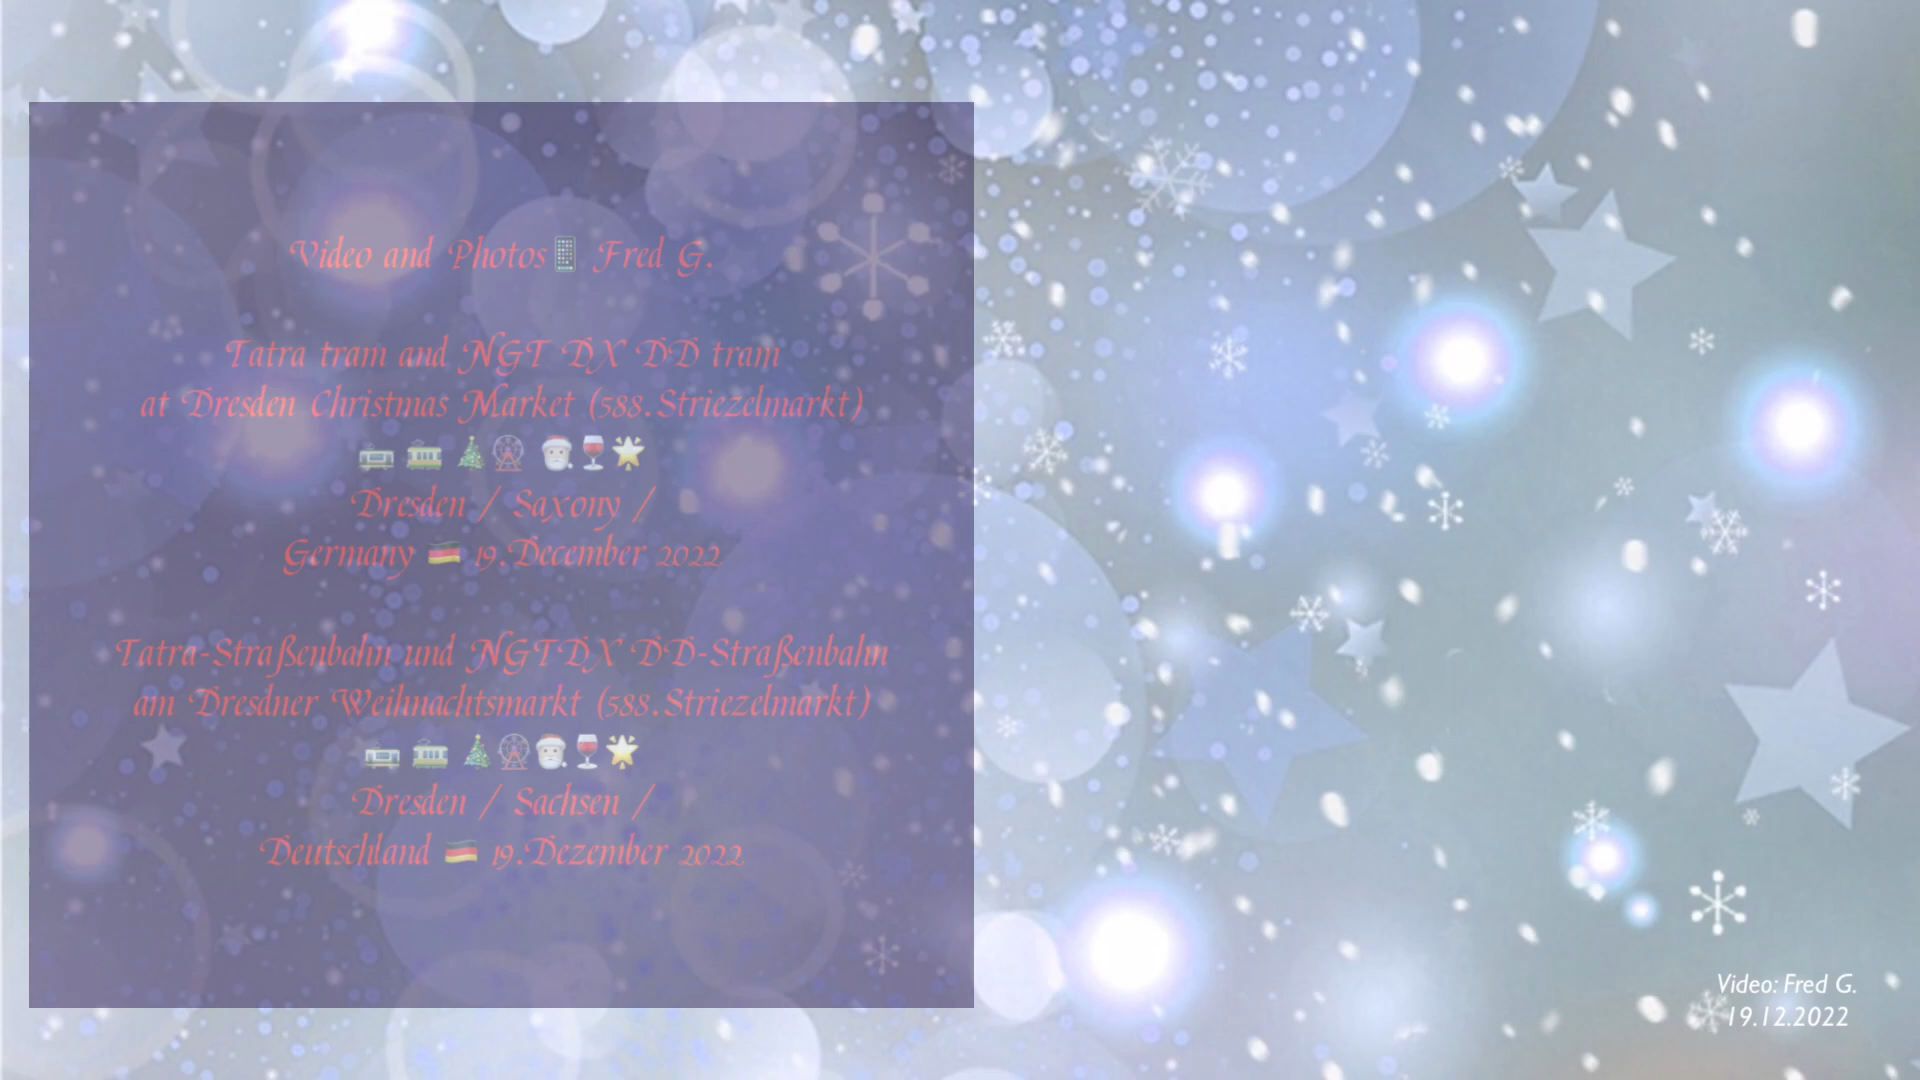 Video and Photos📱 Fred G.
Tatra tram and NGT DX DD tram
at Dresden Christmas Market (588.Striezelmarkt)
🚃 🚋 🎄🎡 🎅🍷🌟
Dresden / Saxony /
Germany 🇩🇪 19.December 2022
Tatra-Straßenbahn und NGTDX DD-Straßenbahn
am Dresdner Weihnachtsmarkt (588.Striezelmarkt)
🚃 🚋 🎄🎡🎅🍷🌟
Dresden / Sachsen /
Deutschland 🇩🇪 19.Dezember 2022
Video: Fred G.
19.12.2022